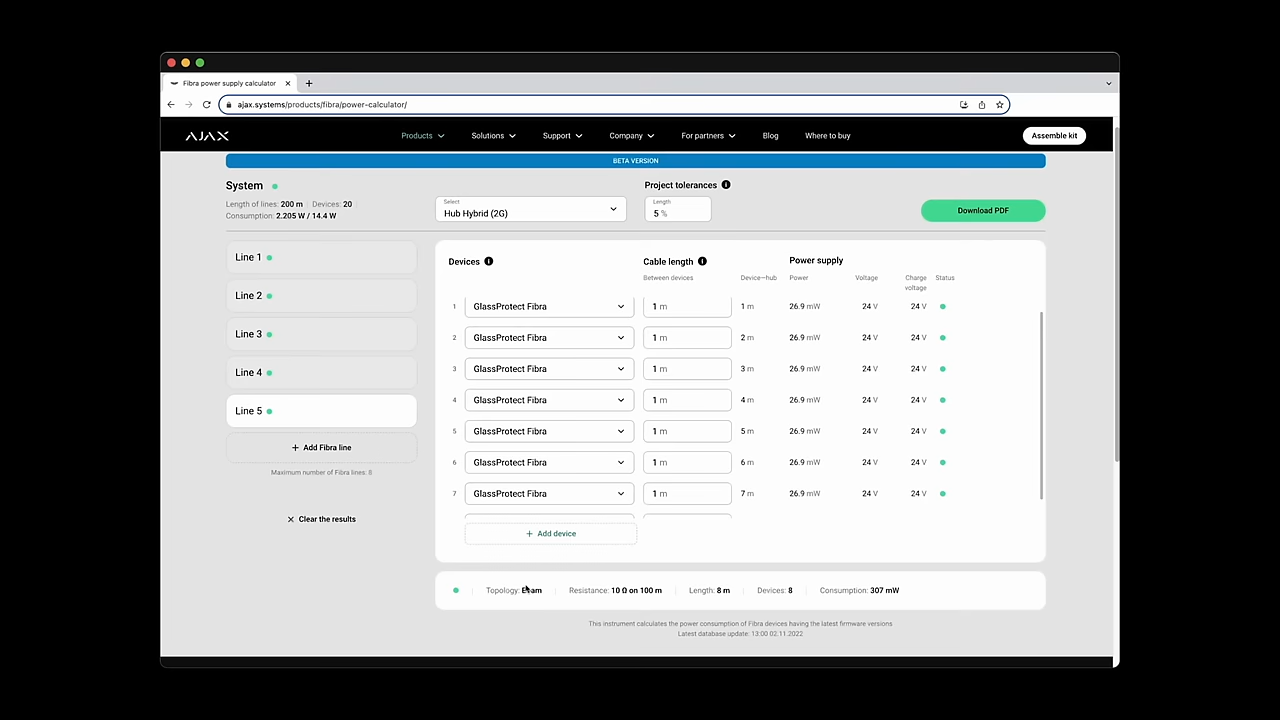 Fibra power supply calculator
ajax.systems/products/fibra/power-calculator/
AJAX
Products
Solutions
Support
Company
For partners
Blog
Where to buy
Assemble kit
BETA VERSION
System
Length of lines: 200 m
Devices: 20
Consumption: 2.205 W / 14.4 W
Select
Hub Hybrid (2G)
Project tolerances
Length
5 %
Download PDF
Line 1
Line 2
Line 3
Line 4
Line 5
+ Add Fibra line
Maximum number of Fibra lines: 8
Clear the results
Devices
Cable length
Power supply
Between devices
Device—hub
Power
Voltage
Charge voltage
Status
1 GlassProtect Fibra 1 m 1 m 26.9 mW 24 V 24 V
2 GlassProtect Fibra 1 m 2 m 26.9 mW 24 V 24 V
3 GlassProtect Fibra 1 m 3 m 26.9 mW 24 V 24 V
4 GlassProtect Fibra 1 m 4 m 26.9 mW 24 V 24 V
5 GlassProtect Fibra 1 m 5 m 26.9 mW 24 V 24 V
6 GlassProtect Fibra 1 m 6 m 26.9 mW 24 V 24 V
7 GlassProtect Fibra 1 m 7 m 26.9 mW 24 V 24 V
+ Add device
Topology:
Resistance: 10 Ω on 100 m
Length: 8 m
Devices: 8
Consumption: 307 mW
This instrument calculates the power consumption of Fibra devices having the latest firmware versions
Latest database update: 13:00 02.11.2022